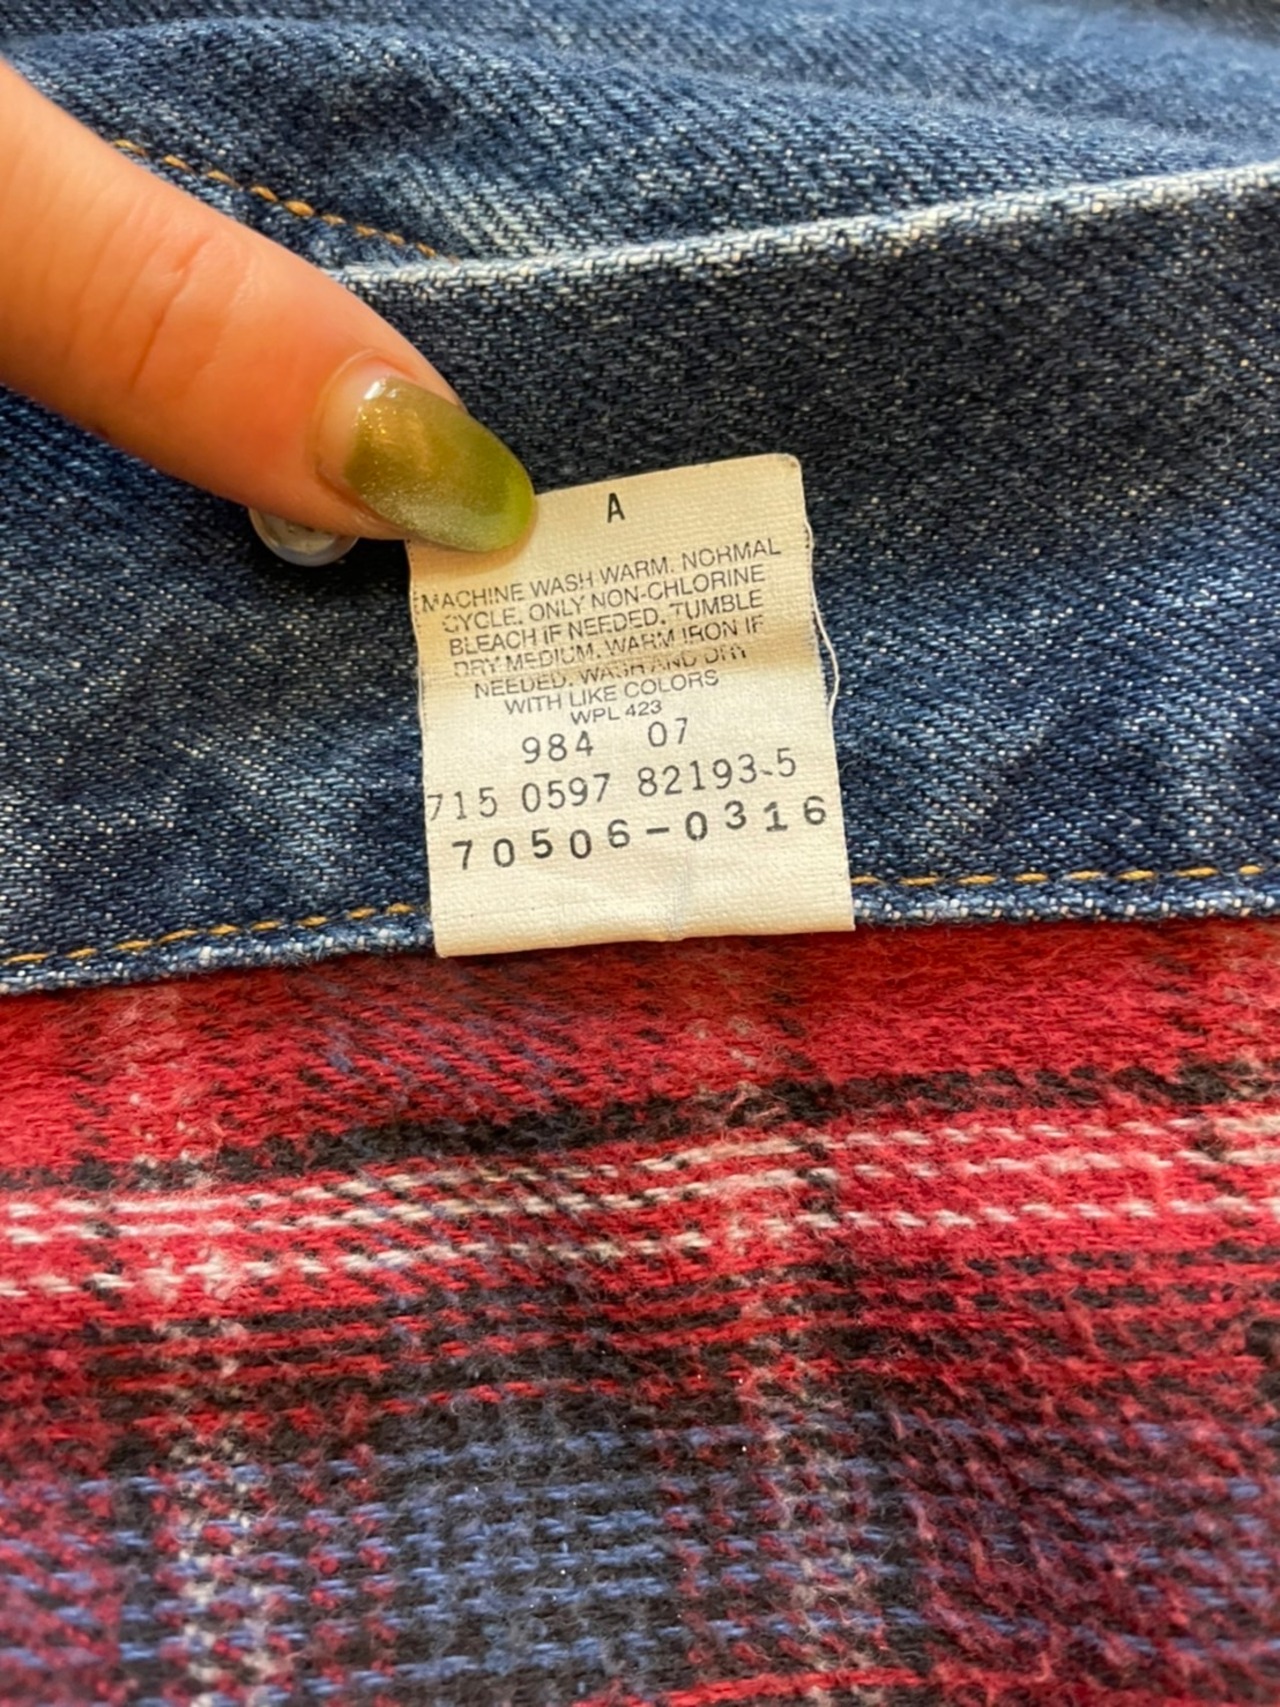 A
MACHINE WASH WARM. NORMAL
CYCLE. ONLY NON-CHLORINE
BLEACH IF NEEDED. TUMBLE
DRY MEDIUM. WARM IRON IF
NEEDED. WASH AND DRY
WITH LIKE COLORS
WPL 423
984 07
715 0597 82193-5
70506-0316